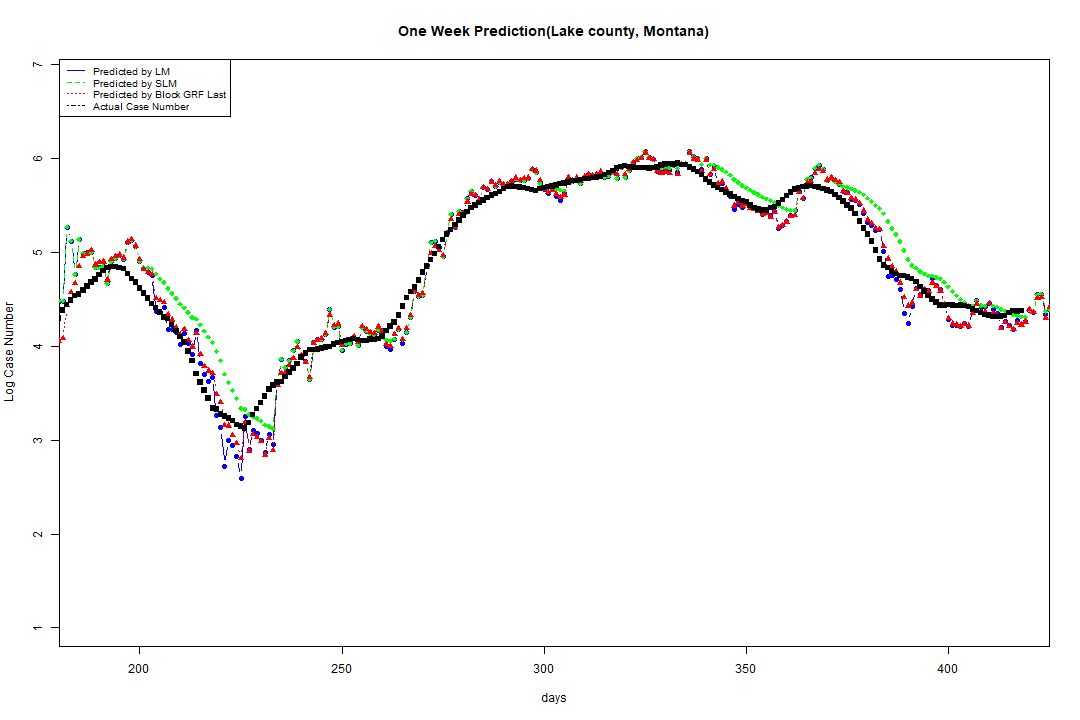 One Week Prediction(Lake county, Montana)
Predicted by LM
Predicted by SLM
Predicted by Block GRF Last
Actual Case Number
Log Case Number
7
6
5
4
3
2
1
200 250 300 350 400
days